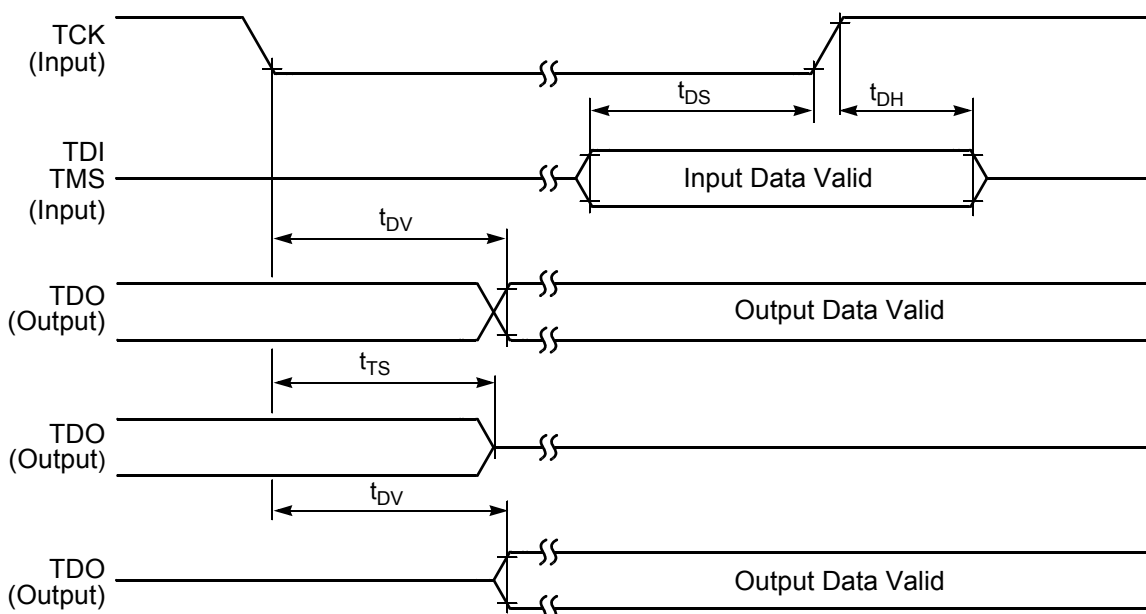 TCK
(Input)
tDS
tDH
TDI
TMS
(Input)
Input Data Valid
tDV
TDO
(Output)
Output Data Valid
tTS
TDO
(Output)
tDV
TDO
(Output)
Output Data Valid